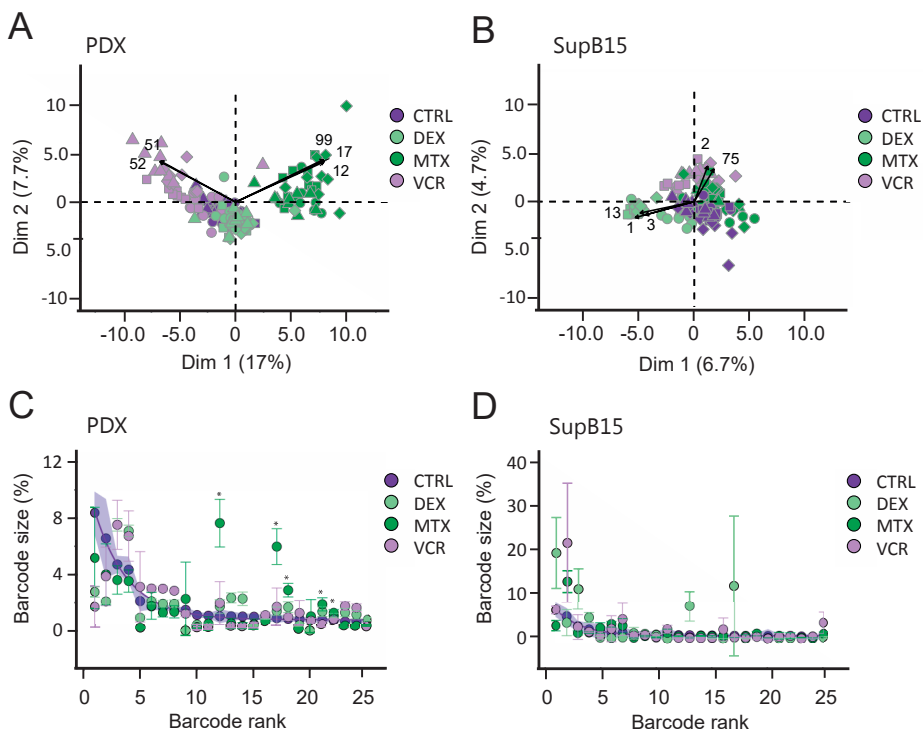 A
PDX
10
5.0
0
5.0
-10
Dim 2 (7.7%)
51
52
99
17
12
-10.0
-5.0
0
5.0
10.0
Dim 1 (17%)
CTRL
DEX
MTX
VCR
B
SupB15
10
5.0
0
5.0
-10
Dim 2 (4.7%)
2
75
13
1
3
-10.0
-5.0
0
5.0
10.0
Dim 1 (6.7%)
CTRL
DEX
MTX
VCR
C
PDX
12
8
4
0
Barcode size (%)
*
*
*
*
*
0
5
10
15
20
25
Barcode rank
CTRL
DEX
MTX
VCR
D
SupB15
40
30
20
10
0
Barcode size (%)
0
5
10
15
20
25
Barcode rank
CTRL
DEX
MTX
VCR